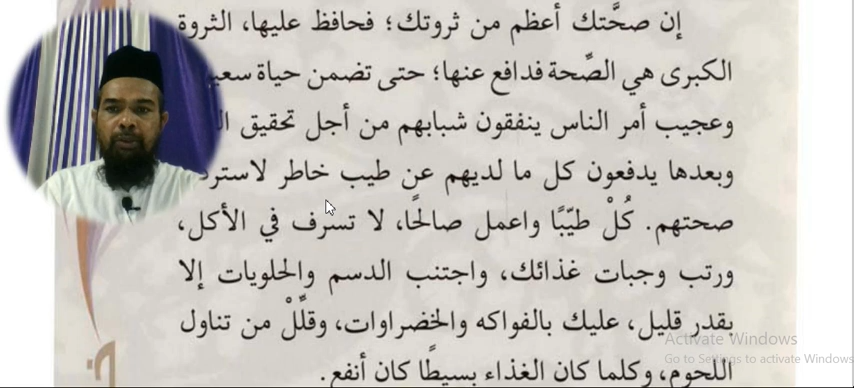 إن صحَّتك أعظم من ثروتك؛ فحافظ عليها، الثروة
الكبرى هي الصِّحة فدافع عنها؛ حتى تضمن حياة
وعجيب أمر الناس ينفقون شبابهم من أجل تحقيق
وبعدها يدفعون كل ما لديهم عن طيب خاطر
صحتهم. كُلْ طيّبًا واعمل صالحًا، لا تسرف في الأكل،
ورتب وجبات غذائك، واجتنب الدسم والحلويات إلا
بقدر قليل، عليك بالفواكه والخضراوات، وقلِّلْ من تناول
اللحوم، وكلما كان الغذاء بسيطًا كان أنفع.
Activate Windows
Go to Settings to activate Windows